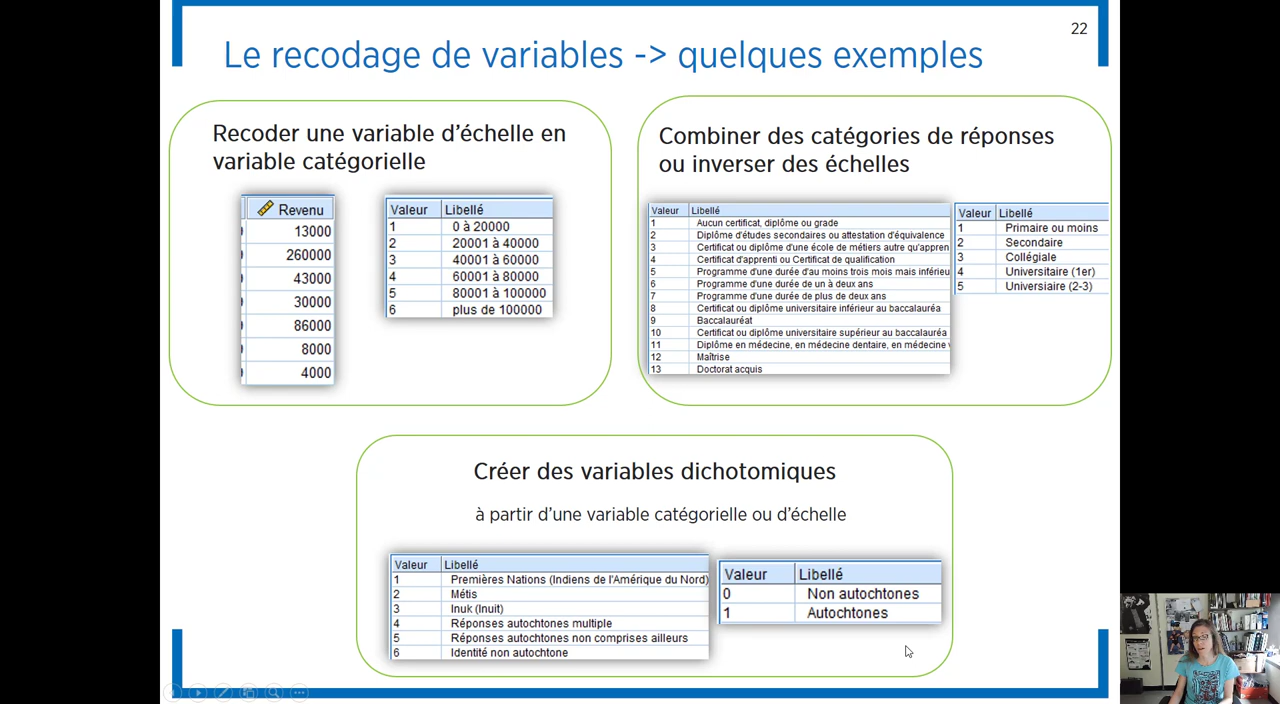 22
Le recodage de variables -> quelques exemples
Recoder une variable d'échelle en
variable catégorielle
Revenu
13000
260000
43000
30000
86000
8000
4000
Valeur Libellé
1 0 à 20000
2 20001 à 40000
3 40001 à 60000
4 60001 à 80000
5 80001 à 100000
6 plus de 100000
Combiner des catégories de réponses
ou inverser des échelles
Valeur Libellé
1 Aucun certificat, diplôme ou grade
2 Diplôme d'études secondaires ou attestation d'équivalence
3 Certificat ou diplôme d'une école de métiers autre qu'appren
4 Certificat d'apprenti ou Certificat de qualification
5 Programme d'une durée d'au moins trois mois mais inférieu
6 Programme d'une durée de un à deux ans
7 Programme d'une durée de plus de deux ans
8 Certificat ou diplôme universitaire inférieur au baccalauréa
9 Baccalauréat
10 Certificat ou diplôme universitaire supérieur au baccalauréa
11 Diplôme en médecine, en médecine dentaire, en médecine v
12 Maîtrise
13 Doctorat acquis
Valeur Libellé
1 Primaire ou moins
2 Secondaire
3 Collégiale
4 Universitaire (1er)
5 Universiaire (2-3)
Créer des variables dichotomiques
à partir d'une variable catégorielle ou d'échelle
Valeur Libellé
1 Premières Nations (Indiens de l'Amérique du Nord)
2 Métis
3 Inuk (Inuit)
4 Réponses autochtones multiple
5 Réponses autochtones non comprises ailleurs
6 Identité non autochtone
Valeur Libellé
0 Non autochtones
1 Autochtones